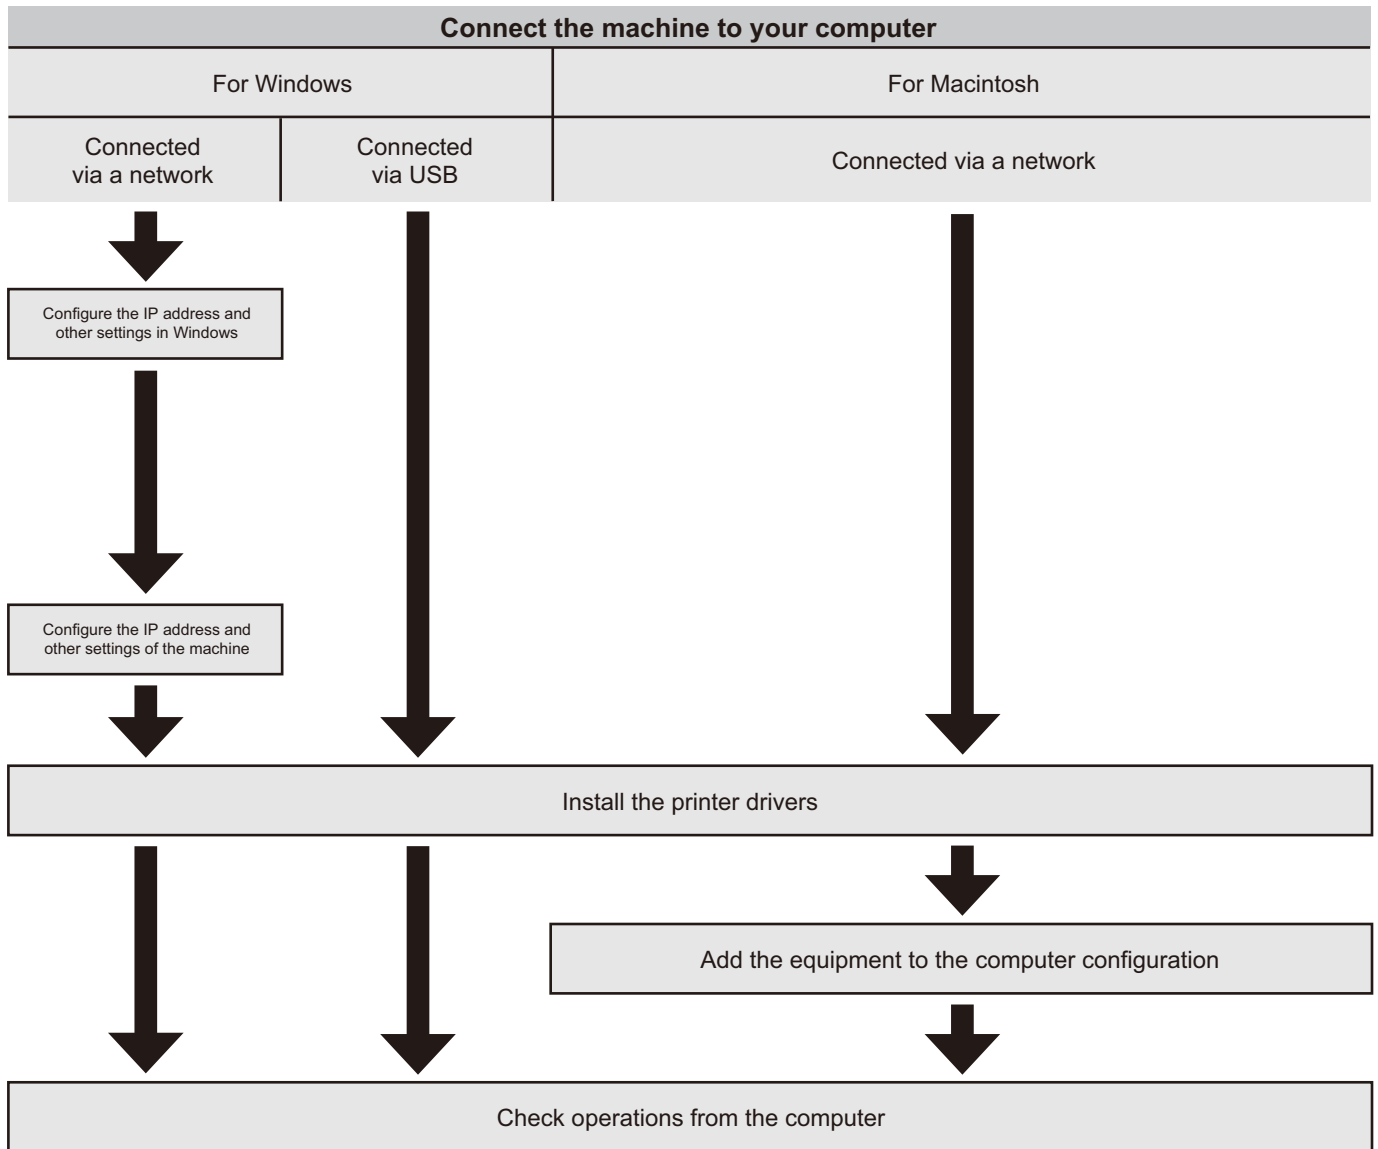 Connect the machine to your computer
For Windows
For Macintosh
Connected
via a network
Connected
via USB
Connected via a network
Configure the IP address and
other settings in Windows
Configure the IP address and
other settings of the machine
Install the printer drivers
Add the equipment to the computer configuration
Check operations from the computer